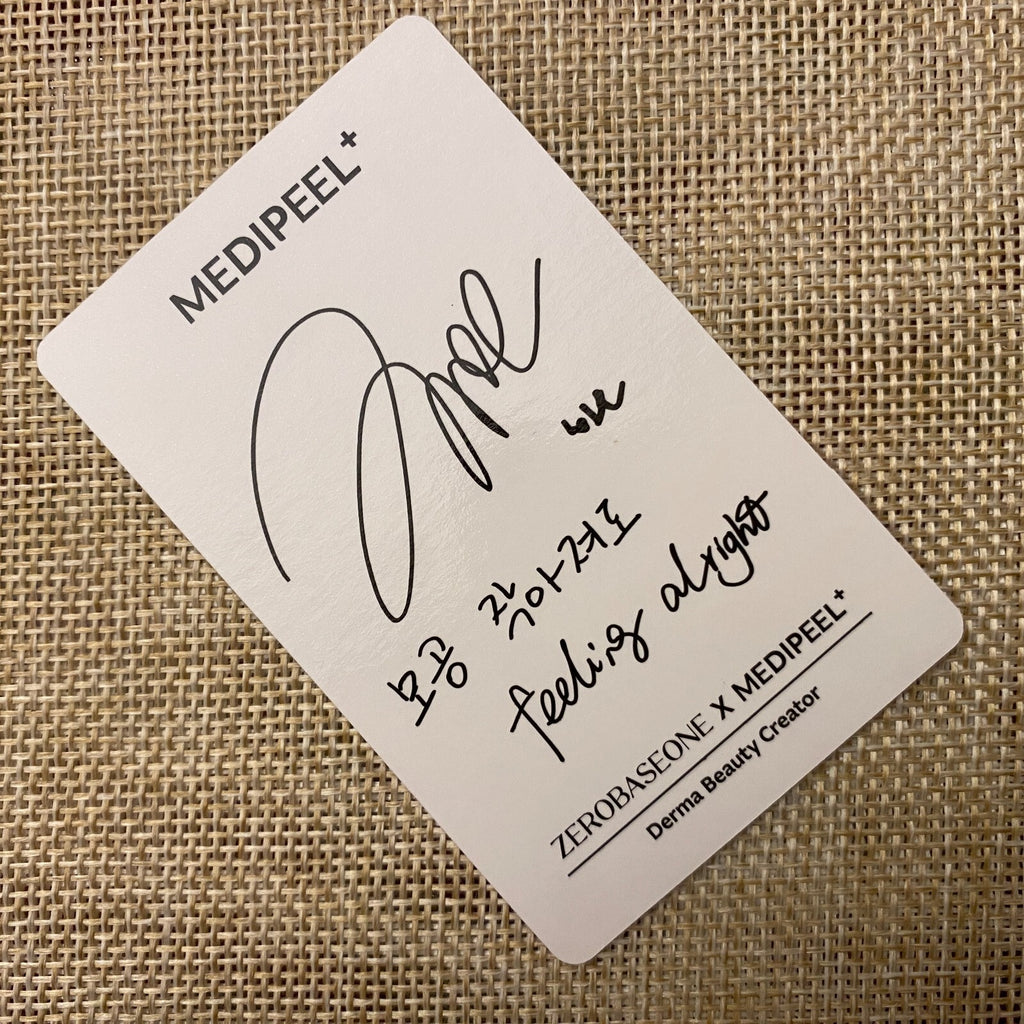 MEDIPEEL+
모공 작아져도
feeling alright
ZEROBASEONE X MEDIPEEL+
Derma Beauty Creator